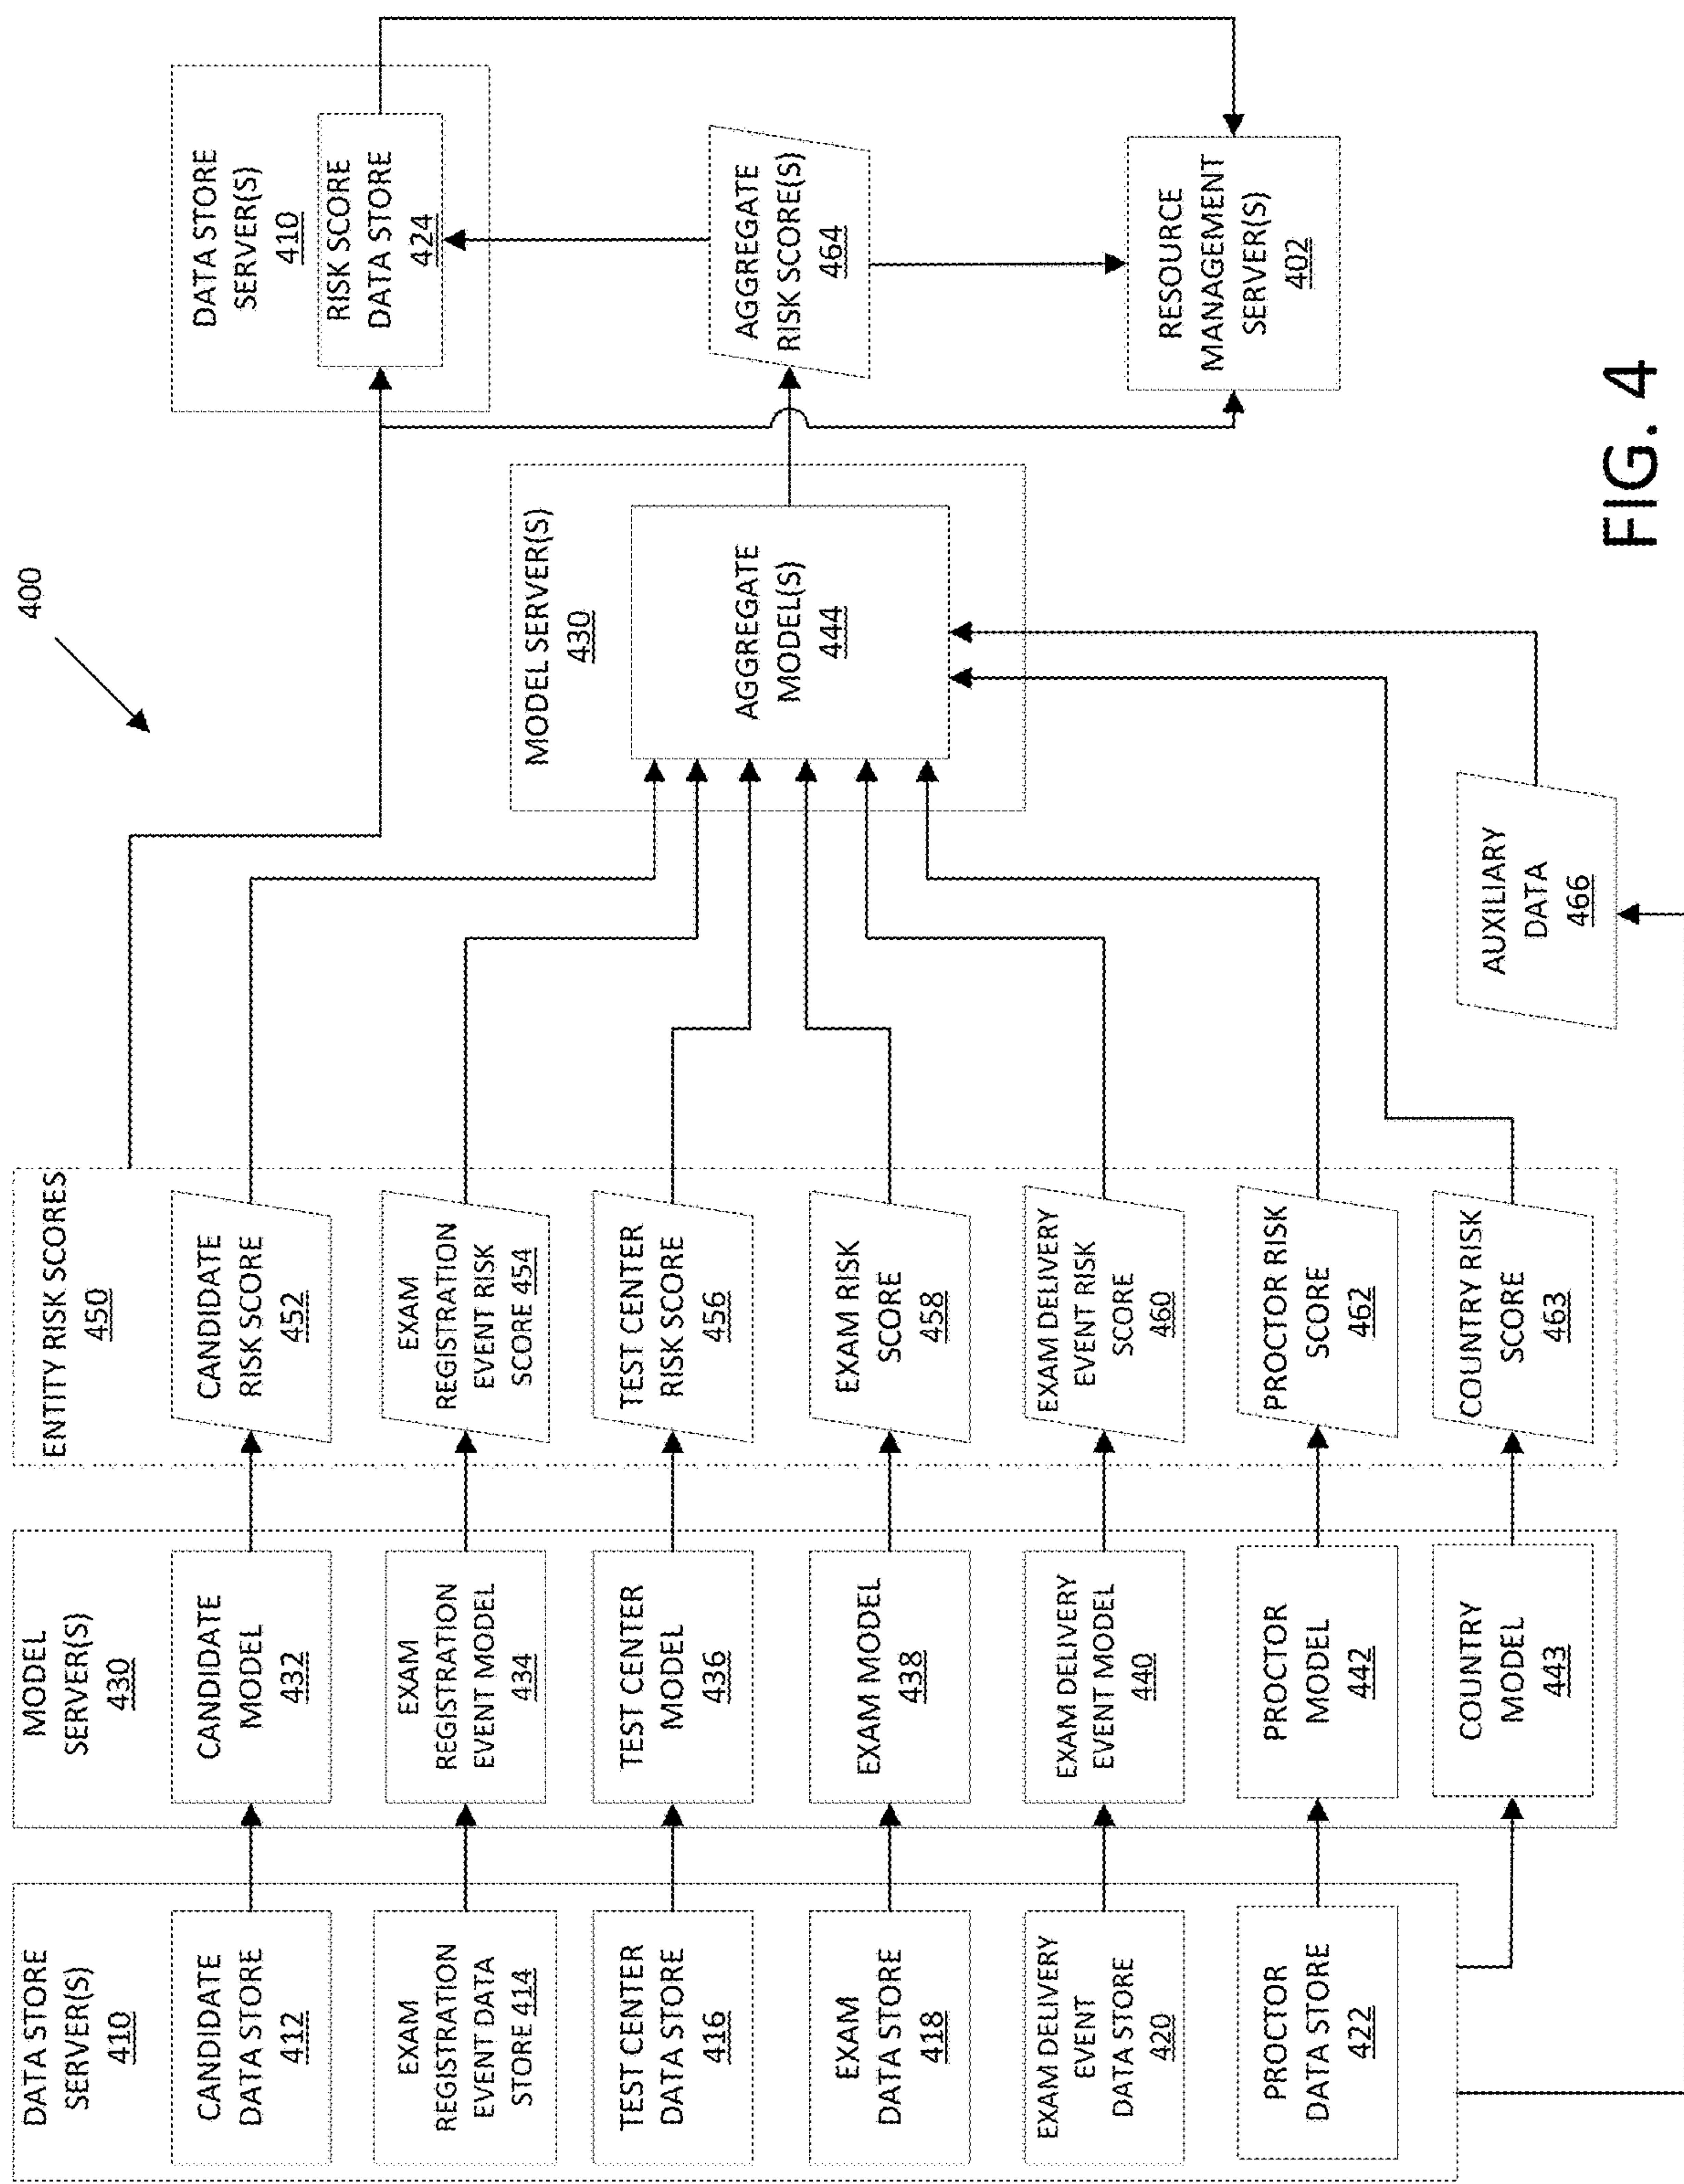 400
DATA STORE
SERVER(S)
410
CANDIDATE
DATA STORE
412
EXAM
REGISTRATION
EVENT DATA
STORE 414
TEST CENTER
DATA STORE
416
EXAM
DATA STORE
418
EXAM DELIVERY
EVENT
DATA STORE
420
PROCTOR
DATA STORE
422
MODEL
SERVER(S)
430
CANDIDATE
MODEL
432
EXAM
REGISTRATION
EVENT MODEL
434
TEST CENTER
MODEL
436
EXAM MODEL
438
EXAM DELIVERY
EVENT MODEL
440
PROCTOR
MODEL
442
COUNTRY
MODEL
443
ENTITY RISK SCORES
450
CANDIDATE
RISK SCORE
452
EXAM
REGISTRATION
EVENT RISK
SCORE 454
TEST CENTER
RISK SCORE
456
EXAM RISK
SCORE
458
EXAM DELIVERY
EVENT RISK
SCORE
460
PROCTOR RISK
SCORE
462
COUNTRY RISK
SCORE
463
AUXILIARY
DATA
466
MODEL SERVER(S)
430
AGGREGATE
MODEL(S)
444
DATA STORE
SERVER(S)
410
RISK SCORE
DATA STORE
424
AGGREGATE
RISK SCORE(S)
464
RESOURCE
MANAGEMENT
SERVER(S)
402
FIG. 4